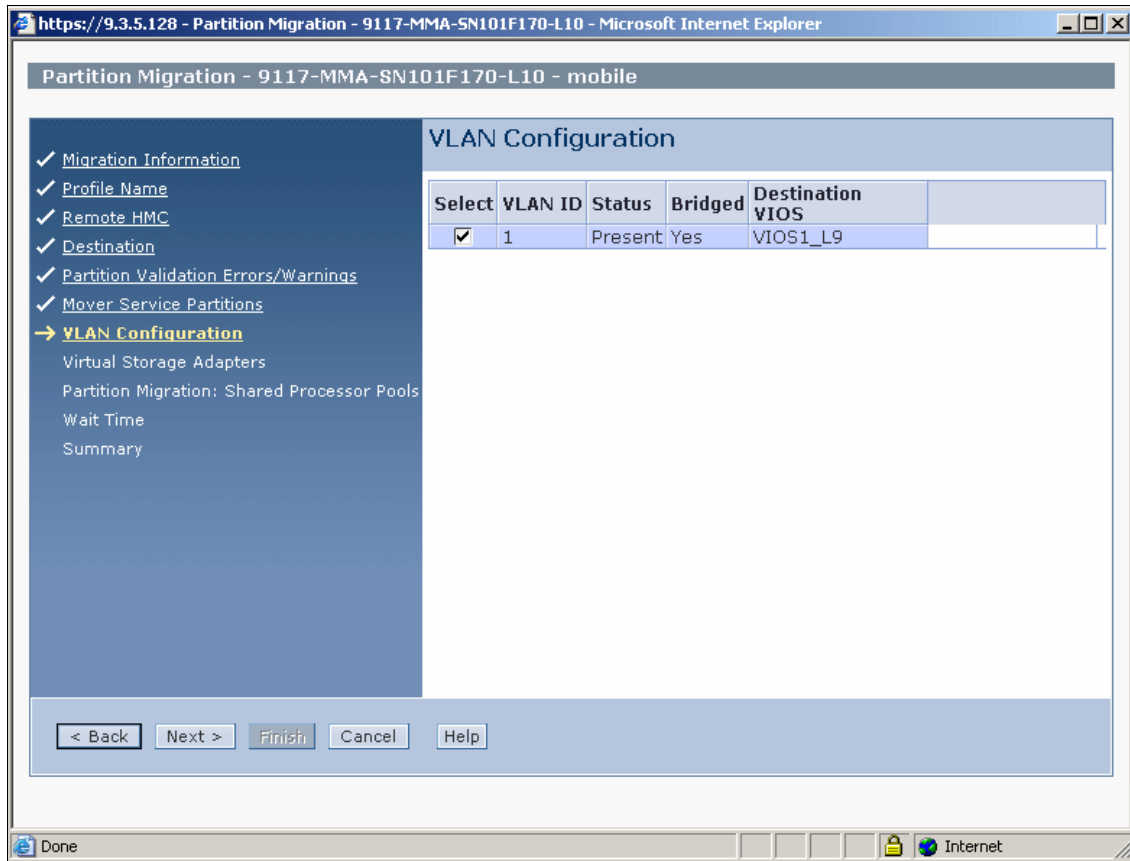 https://9.3.5.128 - Partition Migration - 9117-MMA-SN101F170-L10 - Microsoft Internet Explorer
Partition Migration - 9117-MMA-SN101F170-L10 - mobile
Migration Information
Profile Name
Remote HMC
Destination
Partition Validation Errors/Warnings
Mover Service Partitions
VLAN Configuration
Virtual Storage Adapters
Partition Migration: Shared Processor Pools
Wait Time
Summary
VLAN Configuration
Select VLAN ID Status Bridged Destination VIOS
1 Present Yes VIOS1_L9
< Back Next > Finish Cancel Help
Done Internet